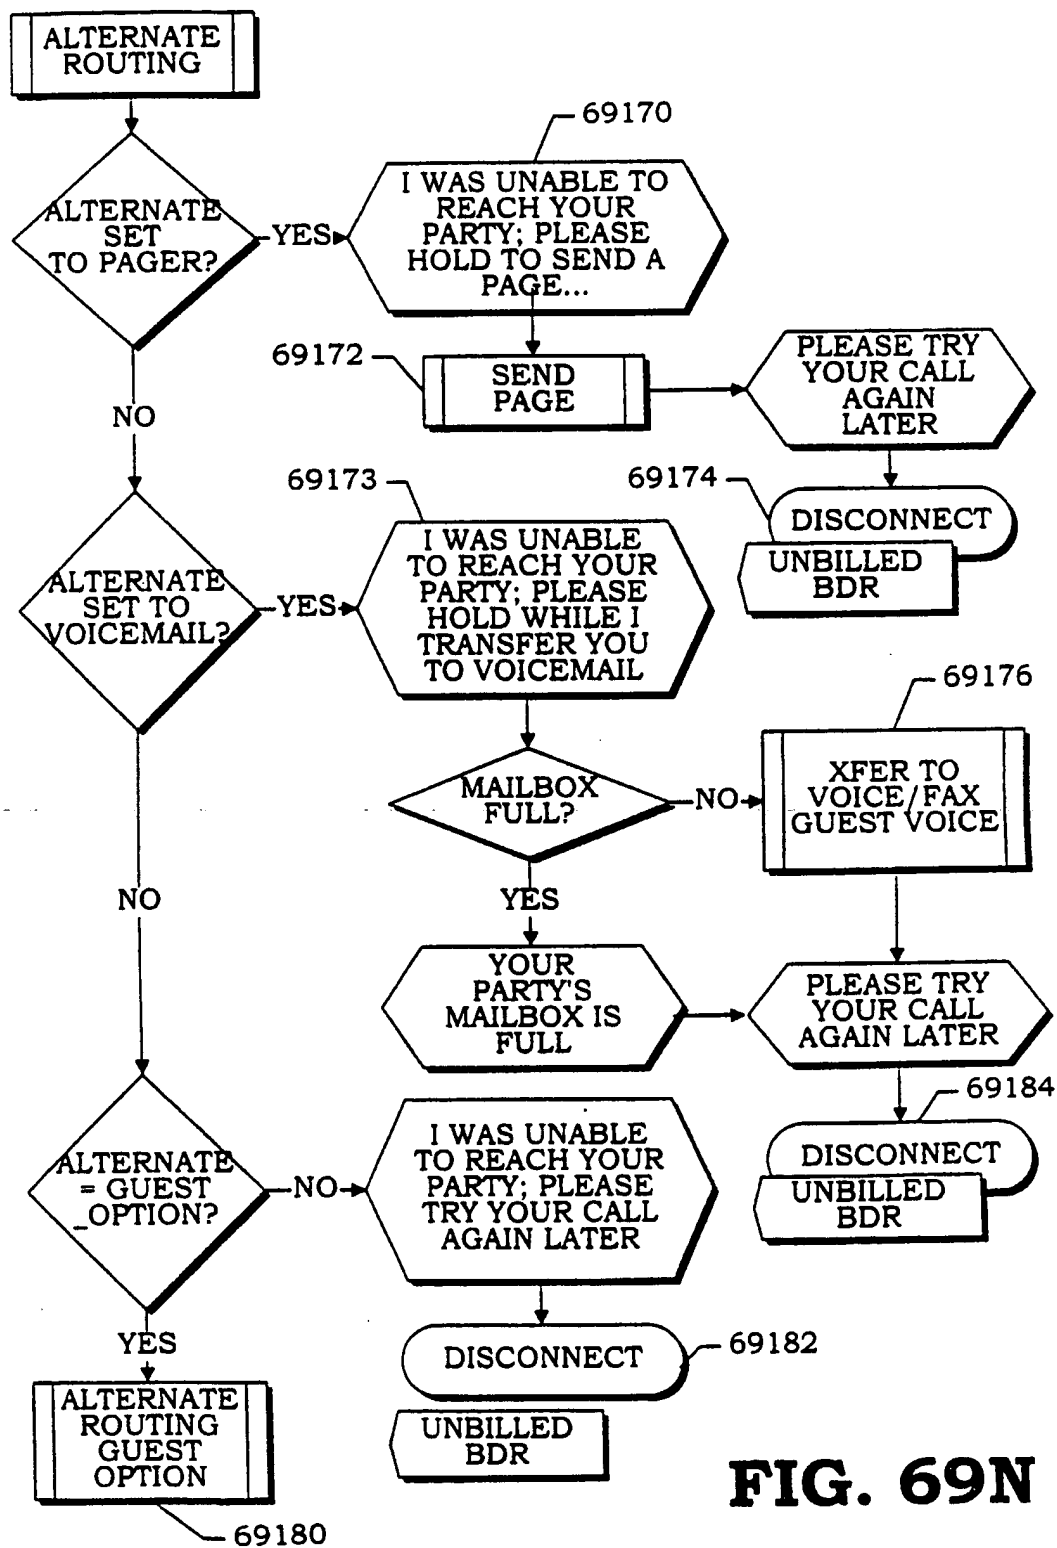 ALTERNATE
ROUTING
69170
ALTERNATE
SET
TO PAGER?
YES
I WAS UNABLE TO
REACH YOUR
PARTY; PLEASE
HOLD TO SEND A
PAGE...
69172
SEND
PAGE
PLEASE TRY
YOUR CALL
AGAIN
LATER
NO
69174
DISCONNECT
UNBILLED
BDR
69173
ALTERNATE
SET TO
VOICEMAIL?
YES
I WAS UNABLE
TO REACH YOUR
PARTY; PLEASE
HOLD WHILE I
TRANSFER YOU
TO VOICEMAIL
69176
MAILBOX
FULL?
NO
XFER TO
VOICE/FAX
GUEST VOICE
NO
YES
YOUR
PARTY'S
MAILBOX IS
FULL
PLEASE TRY
YOUR CALL
AGAIN LATER
69184
DISCONNECT
UNBILLED
BDR
ALTERNATE
= GUEST
_OPTION?
NO
I WAS UNABLE
TO REACH YOUR
PARTY; PLEASE
TRY YOUR CALL
AGAIN LATER
YES
DISCONNECT
69182
UNBILLED
BDR
ALTERNATE
ROUTING
GUEST
OPTION
69180
FIG. 69N